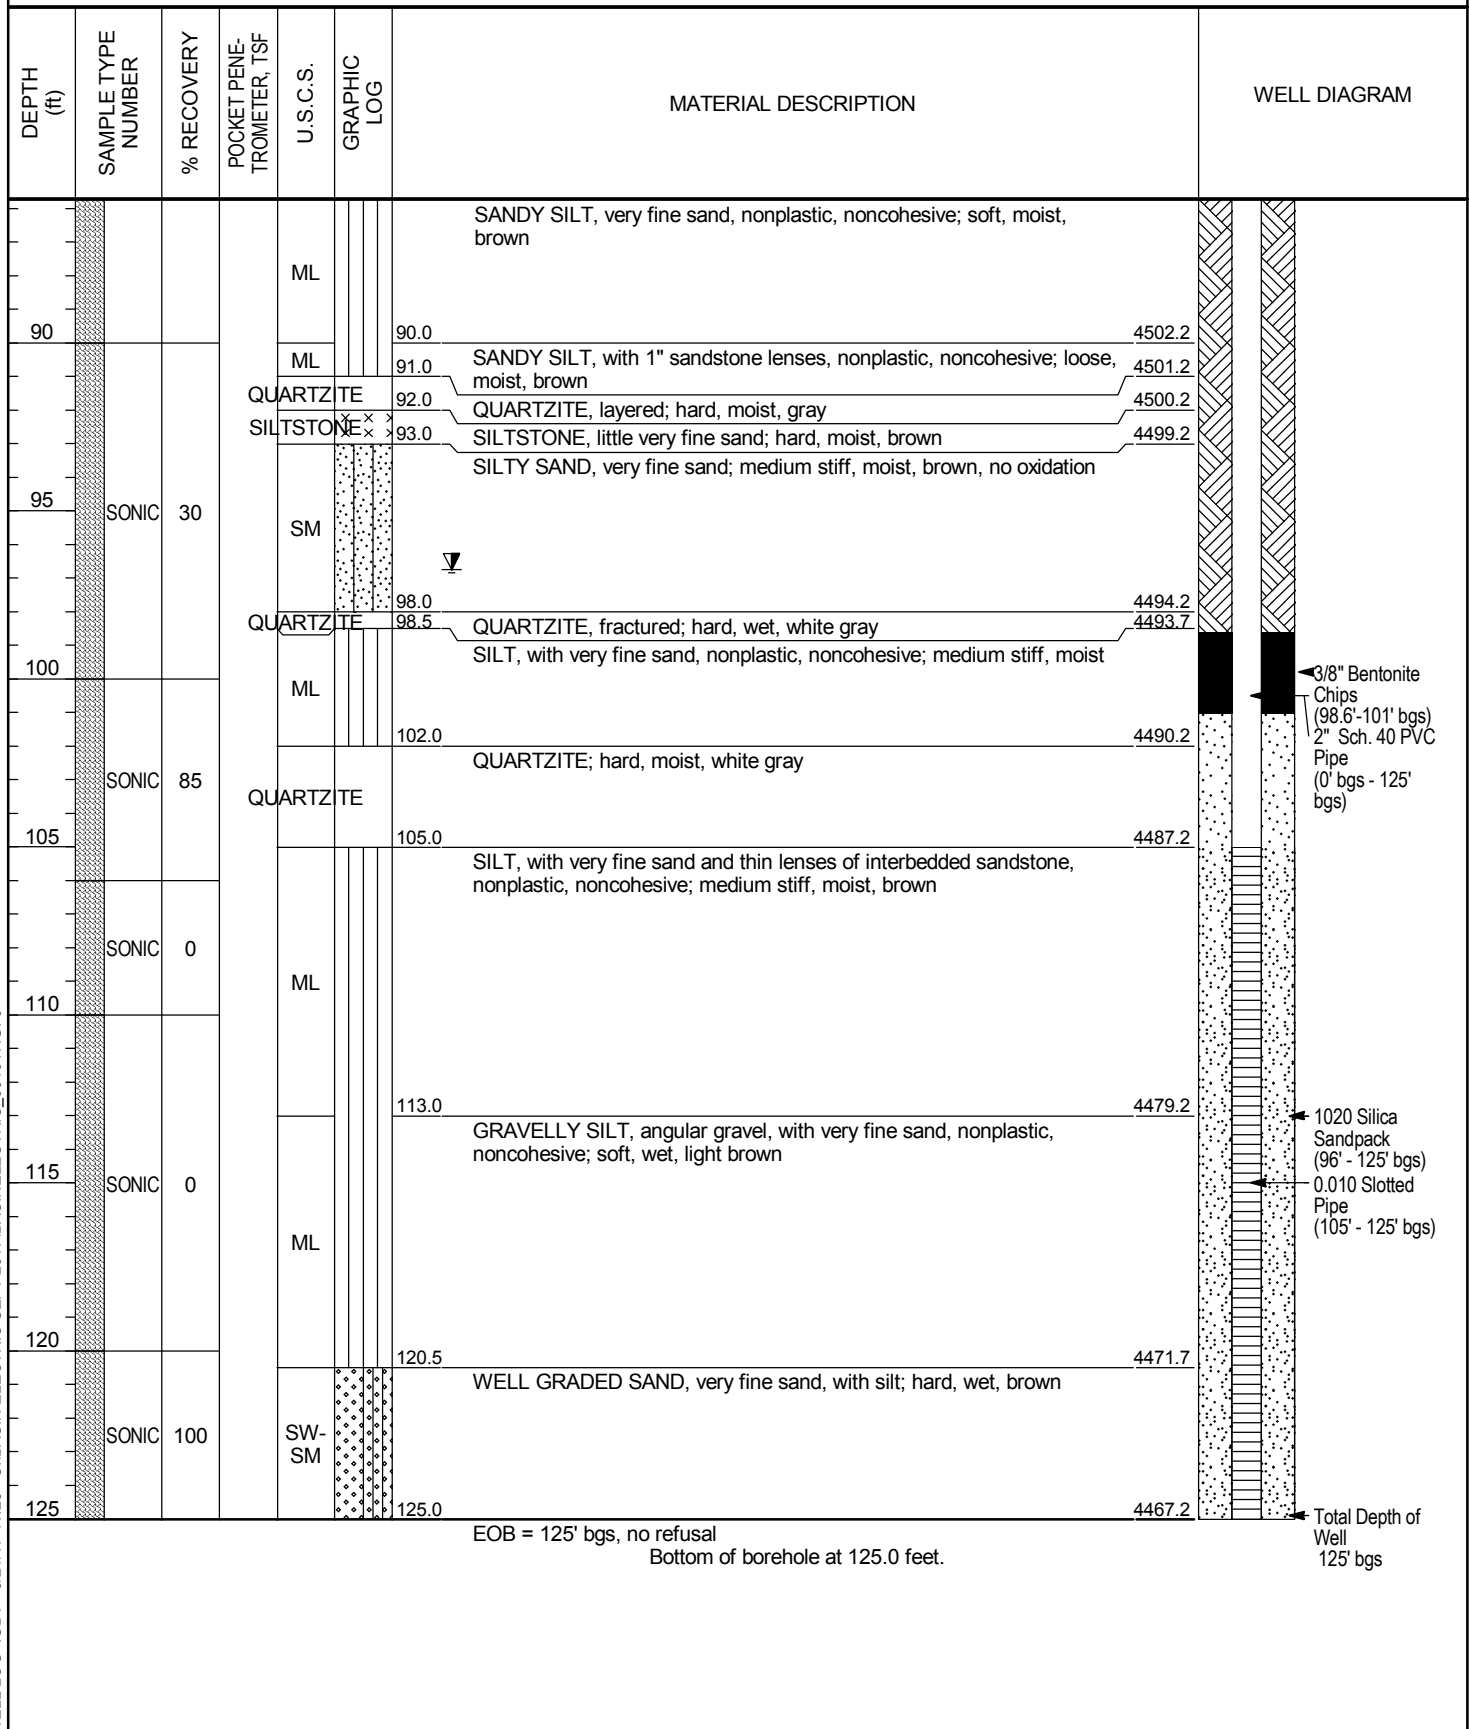 DEPTH
(ft)
SAMPLE TYPE
NUMBER
% RECOVERY
POCKET PENE-
TROMETER, TSF
U.S.C.S.
GRAPHIC
LOG
MATERIAL DESCRIPTION
WELL DIAGRAM
SANDY SILT, very fine sand, nonplastic, noncohesive; soft, moist,
brown
ML
90
90.0
4502.2
ML
SANDY SILT, with 1" sandstone lenses, nonplastic, noncohesive; loose,
moist, brown
91.0
4501.2
QUARTZITE
92.0
QUARTZITE, layered; hard, moist, gray
4500.2
SILTSTONE
93.0
SILTSTONE, little very fine sand; hard, moist, brown
4499.2
SILTY SAND, very fine sand; medium stiff, moist, brown, no oxidation
95
SONIC
30
SM
98.0
4494.2
QUARTZITE
98.5
QUARTZITE, fractured; hard, wet, white gray
4493.7
SILT, with very fine sand, nonplastic, noncohesive; medium stiff, moist
100
ML
3/8" Bentonite
Chips
(98.6'-101' bgs)
2" Sch. 40 PVC
Pipe
(0' bgs - 125'
bgs)
102.0
4490.2
QUARTZITE; hard, moist, white gray
SONIC
85
QUARTZITE
105
105.0
4487.2
SILT, with very fine sand and thin lenses of interbedded sandstone,
nonplastic, noncohesive; medium stiff, moist, brown
SONIC
0
ML
110
113.0
4479.2
GRAVELLY SILT, angular gravel, with very fine sand, nonplastic,
noncohesive; soft, wet, light brown
1020 Silica
Sandpack
(96' - 125' bgs)
0.010 Slotted
Pipe
(105' - 125' bgs)
115
SONIC
0
ML
120
120.5
4471.7
WELL GRADED SAND, very fine sand, with silt; hard, wet, brown
SONIC
100
SW-
SM
125
125.0
4467.2
EOB = 125' bgs, no refusal
Bottom of borehole at 125.0 feet.
Total Depth of
Well
125' bgs